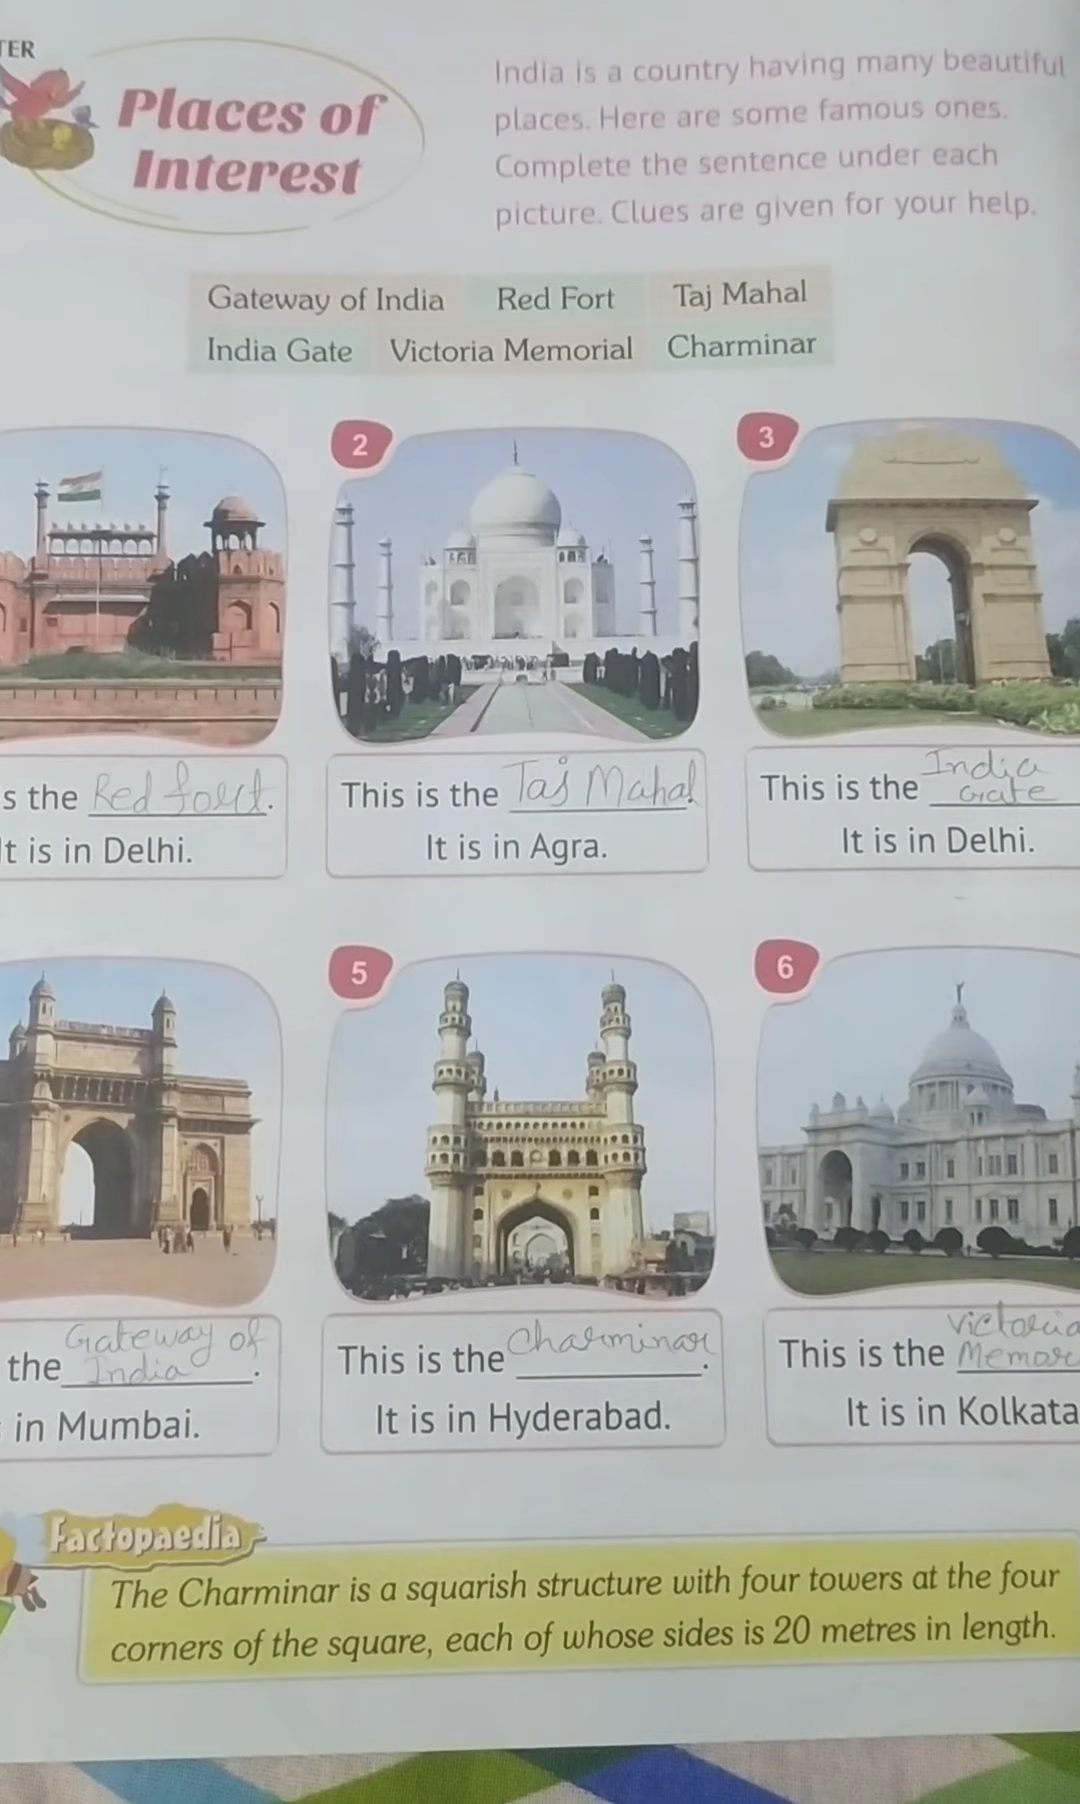 TER
Places of
Interest
India is a country having many beautiful
places. Here are some famous ones.
Complete the sentence under each
picture. Clues are given for your help.
Gateway of India Red Fort Taj Mahal
India Gate Victoria Memorial Charminar
2
3
s the Red fort.
It is in Delhi.
This is the Taj Mahal
It is in Agra.
This is the India
Gate
It is in Delhi.
5
6
Gateway of
the India.
in Mumbai.
This is the Charminar.
It is in Hyderabad.
Victoria
This is the Memor
It is in Kolkata
Factopaedia
The Charminar is a squarish structure with four towers at the four
corners of the square, each of whose sides is 20 metres in length.